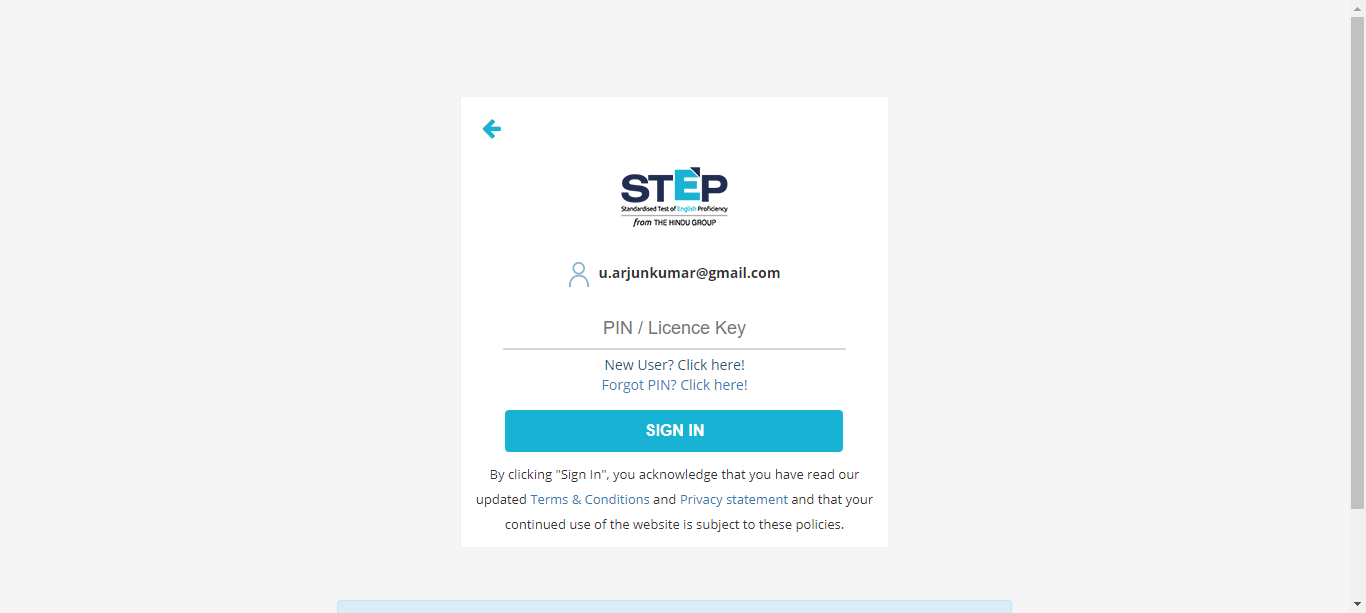 STEP
Standardised Test of English Proficiency
from THE HINDU GROUP
u.arjunkumar@gmail.com
PIN / Licence Key
New User? Click here!
Forgot PIN? Click here!
SIGN IN
By clicking "Sign In", you acknowledge that you have read our
updated Terms & Conditions and Privacy statement and that your
continued use of the website is subject to these policies.